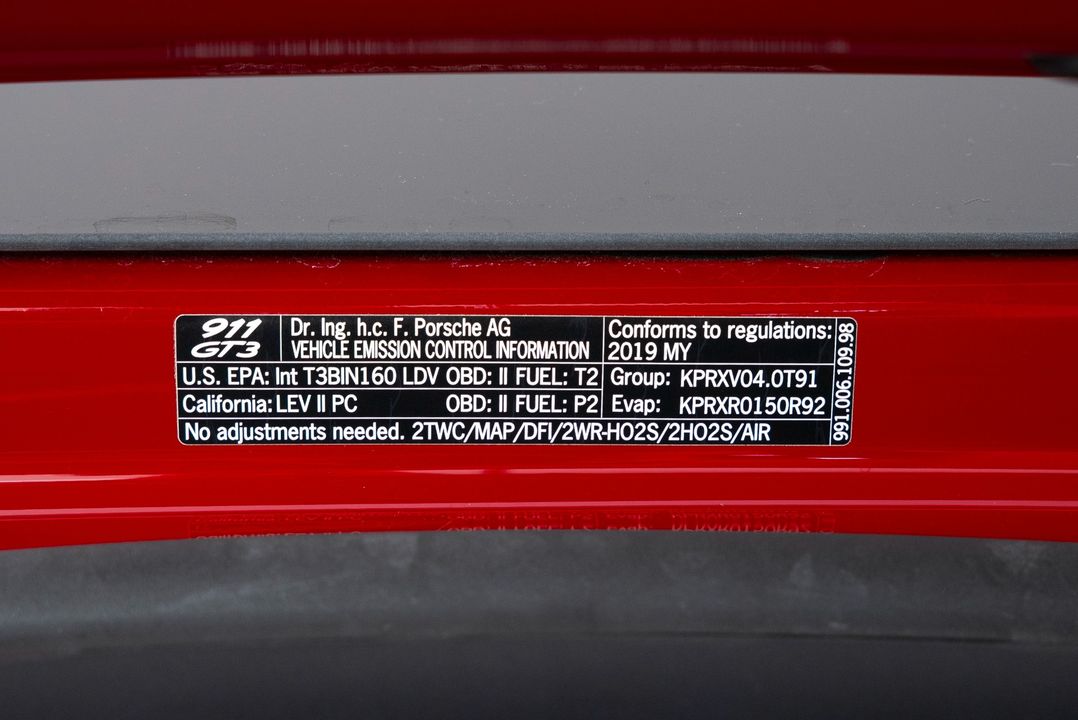 911
GT3
Dr. Ing. h.c. F. Porsche AG
VEHICLE EMISSION CONTROL INFORMATION
Conforms to regulations:
2019 MY
U.S. EPA: Int T3BIN160 LDV OBD: II FUEL: T2
Group: KPRXV04.0T91
California: LEV II PC OBD: II FUEL: P2
Evap: KPRXR0150R92
No adjustments needed. 2TWC/MAP/DFI/2WR-HO2S/2HO2S/AIR
991.006.109.98